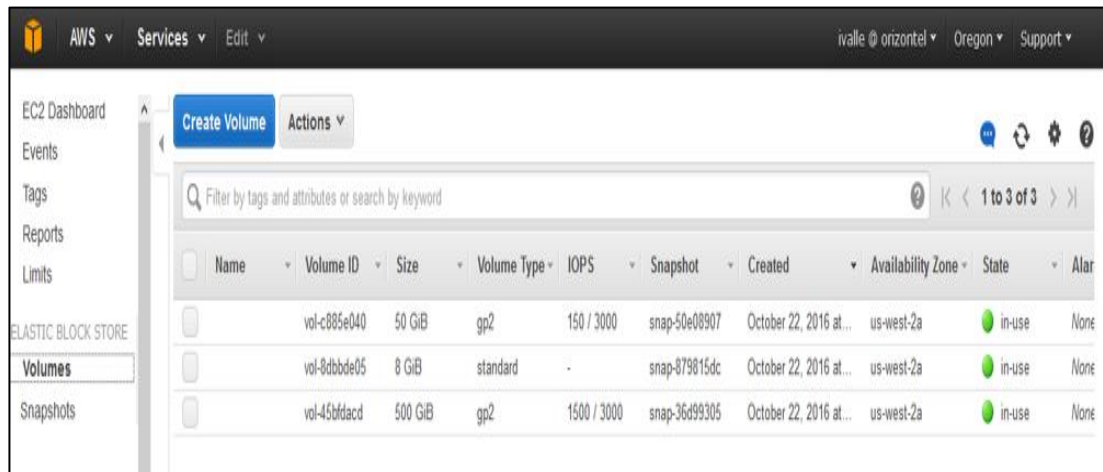 AWS Services Edit ivalle @ orizontel Oregon Support
EC2 Dashboard
Events
Tags
Reports
Limits
ELASTIC BLOCK STORE
Volumes
Snapshots
Create Volume Actions
Filter by tags and attributes or search by keyword 1 to 3 of 3
Name Volume ID Size Volume Type IOPS Snapshot Created Availability Zone State Alar
vol-c885e040 50 GiB gp2 150 / 3000 snap-50e08907 October 22, 2016 at... us-west-2a in-use None
vol-8dbbde05 8 GiB standard - snap-879815dc October 22, 2016 at... us-west-2a in-use None
vol-45bfdacd 500 GiB gp2 1500 / 3000 snap-36d99305 October 22, 2016 at... us-west-2a in-use None